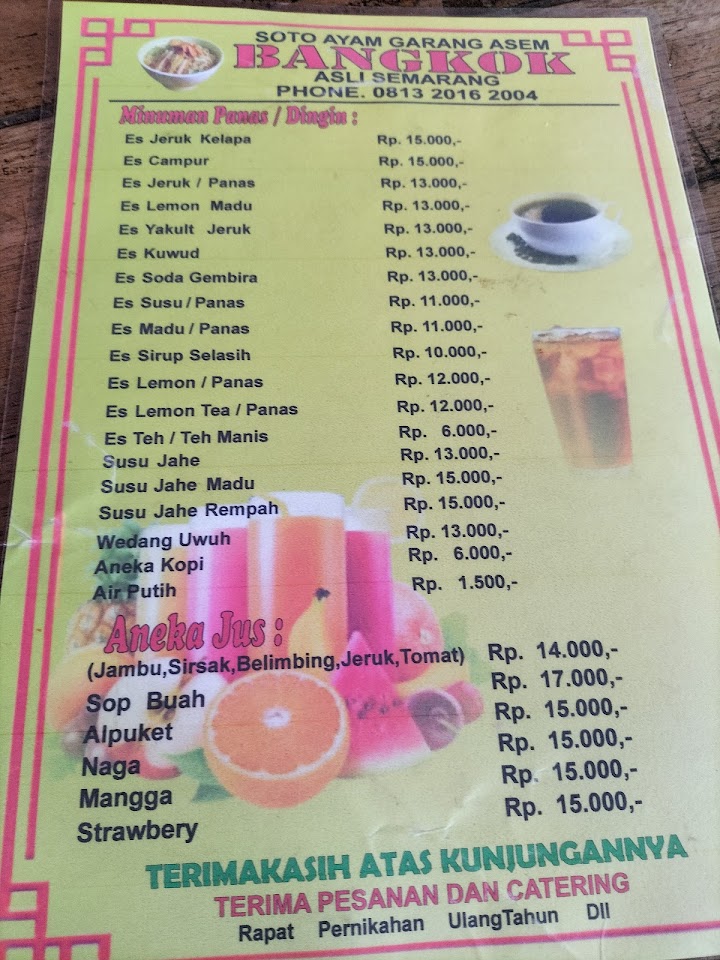 SOTO AYAM GARANG ASEM
BANGKOK
ASLI SEMARANG
PHONE. 0813 2016 2004
Minuman Panas / Dingin :
Es Jeruk Kelapa Rp. 15.000,-
Es Campur Rp. 15.000,-
Es Jeruk / Panas Rp. 13.000,-
Es Lemon Madu Rp. 13.000,-
Es Yakult Jeruk Rp. 13.000,-
Es Kuwud Rp. 13.000,-
Es Soda Gembira Rp. 13.000,-
Es Susu / Panas Rp. 11.000,-
Es Madu / Panas Rp. 11.000,-
Es Sirup Selasih Rp. 10.000,-
Es Lemon / Panas Rp. 12.000,-
Es Lemon Tea / Panas Rp. 12.000,-
Es Teh / Teh Manis Rp. 6.000,-
Susu Jahe Rp. 13.000,-
Susu Jahe Madu Rp. 15.000,-
Susu Jahe Rempah Rp. 15.000,-
Wedang Uwuh Rp. 13.000,-
Aneka Kopi Rp. 6.000,-
Air Putih Rp. 1.500,-
Aneka Jus :
(Jambu,Sirsak,Belimbing,Jeruk,Tomat) Rp. 14.000,-
Sop Buah Rp. 17.000,-
Alpuket Rp. 15.000,-
Naga Rp. 15.000,-
Mangga Rp. 15.000,-
Strawbery Rp. 15.000,-
TERIMAKASIH ATAS KUNJUNGANNYA
TERIMA PESANAN DAN CATERING
Rapat Pernikahan UlangTahun Dll